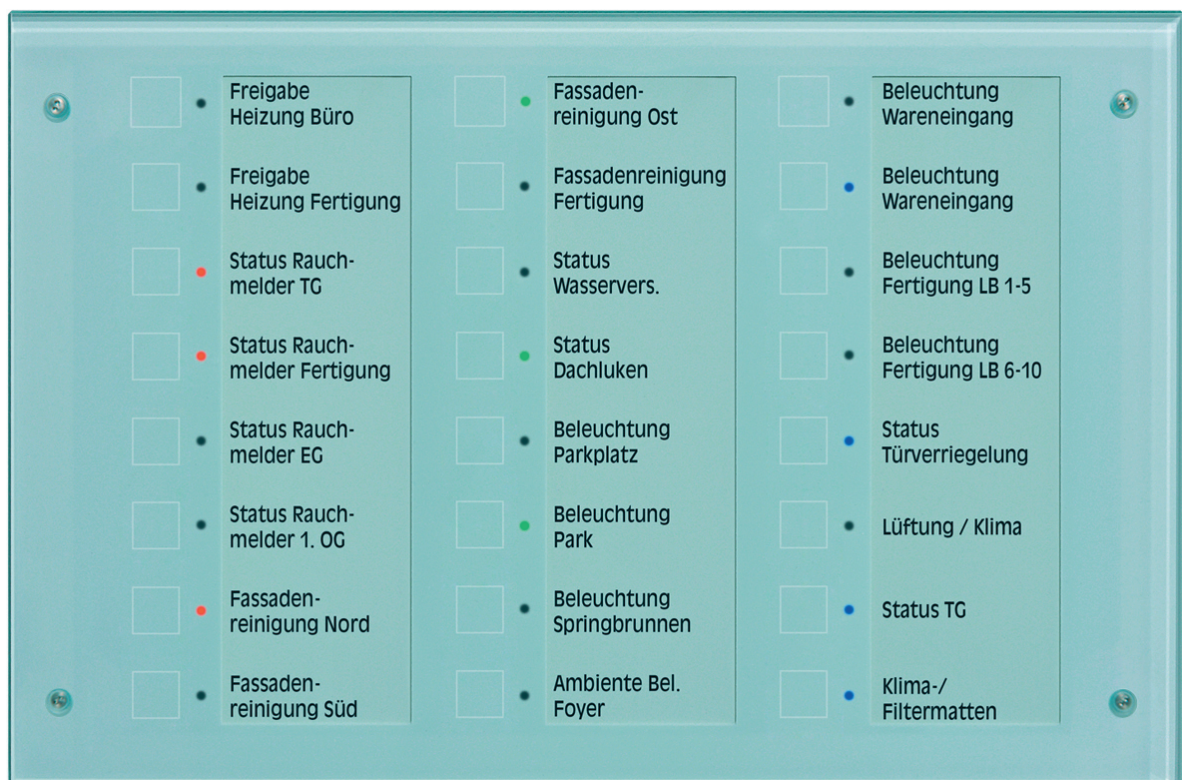 Freigabe
Heizung Büro
Freigabe
Heizung Fertigung
Status Rauch-
melder TG
Status Rauch-
melder Fertigung
Status Rauch-
melder EG
Status Rauch-
melder 1. OG
Fassaden-
reinigung Nord
Fassaden-
reinigung Süd
Fassaden-
reinigung Ost
Fassadenreinigung
Fertigung
Status
Wasservers.
Status
Dachluken
Beleuchtung
Parkplatz
Beleuchtung
Park
Beleuchtung
Springbrunnen
Ambiente Bel.
Foyer
Beleuchtung
Wareneingang
Beleuchtung
Wareneingang
Beleuchtung
Fertigung LB 1-5
Beleuchtung
Fertigung LB 6-10
Status
Türverriegelung
Lüftung / Klima
Status TG
Klima-/
Filtermatten